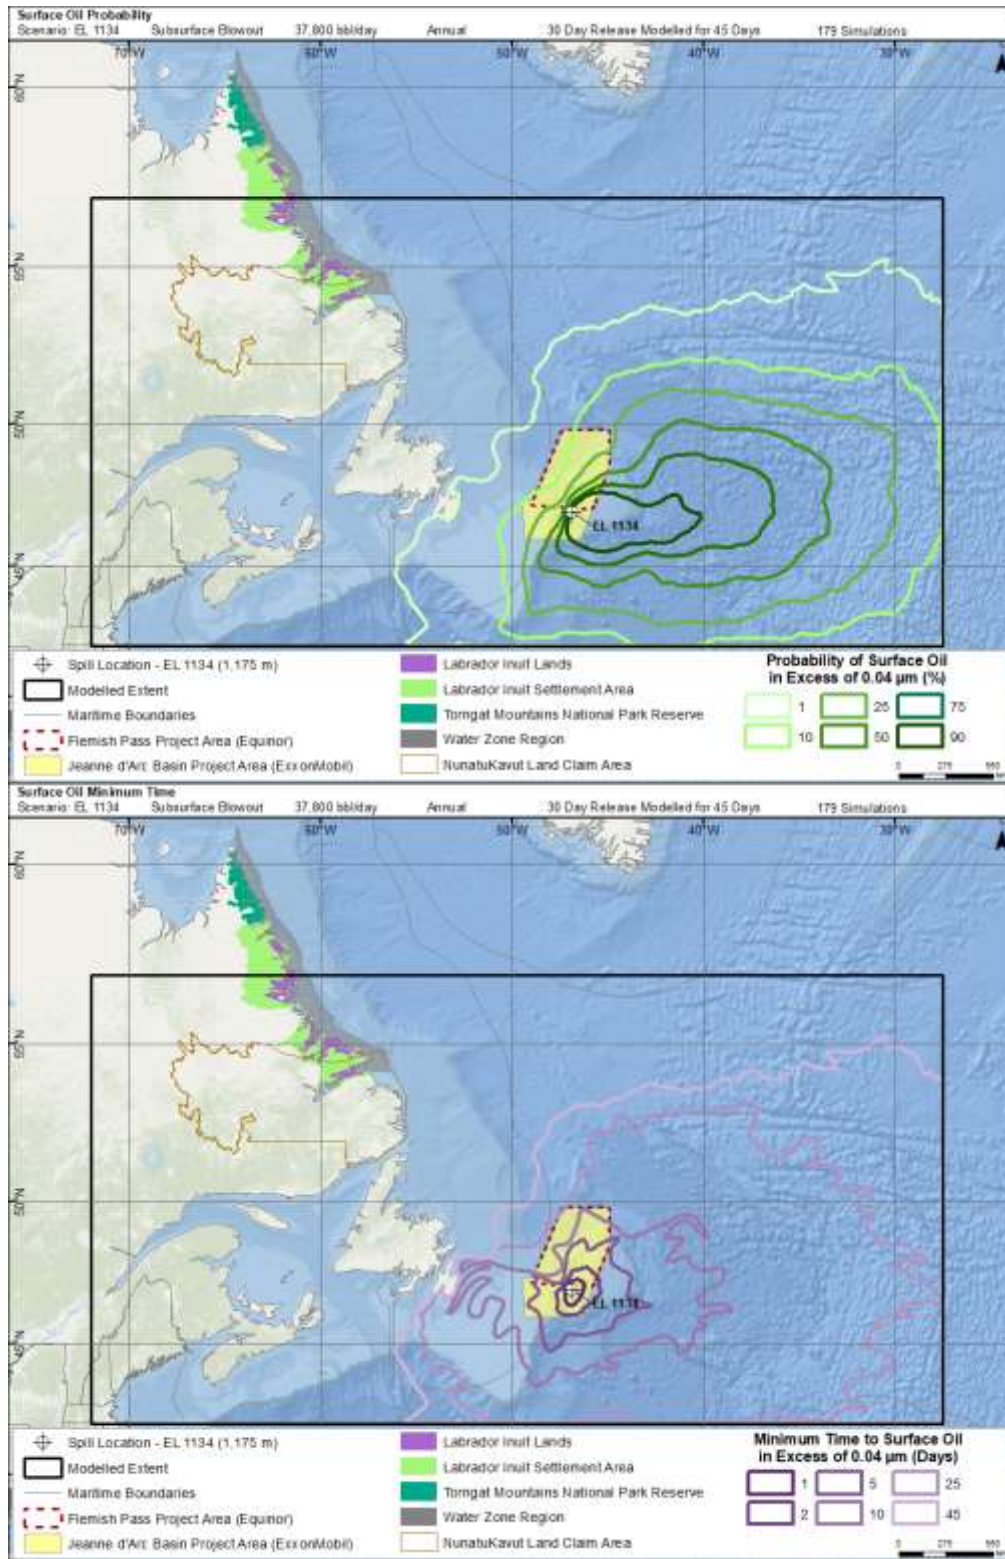 Surface Oil Probability
Scenario: EL 1134 Subsurface Blowout 37,800 bbl/day Annual 30 Day Release Modelled for 45 Days 179 Simulations
70°W 60°W 50°W 40°W 30°W
60°N
55°N
50°N
45°N
EL 1134
Spill Location - EL 1134 (1,175 m)
Modelled Extent
Maritime Boundaries
Flemish Pass Project Area (Equinor)
Jeanne d'Arc Basin Project Area (ExxonMobil)
Labrador Inuit Lands
Labrador Inuit Settlement Area
Torngat Mountains National Park Reserve
Water Zone Region
NunatuKavut Land Claim Area
Probability of Surface Oil
in Excess of 0.04 µm (%)
1 25 75
10 50 90
Surface Oil Minimum Time
Scenario: EL 1134 Subsurface Blowout 37,800 bbl/day Annual 30 Day Release Modelled for 45 Days 179 Simulations
70°W 60°W 50°W 40°W 30°W
60°N
55°N
50°N
45°N
Spill Location - EL 1134 (1,175 m)
Modelled Extent
Maritime Boundaries
Flemish Pass Project Area (Equinor)
Jeanne d'Arc Basin Project Area (ExxonMobil)
Labrador Inuit Lands
Labrador Inuit Settlement Area
Torngat Mountains National Park Reserve
Water Zone Region
NunatuKavut Land Claim Area
Minimum Time to Surface Oil
in Excess of 0.04 µm (Days)
1 5 25
2 10 45